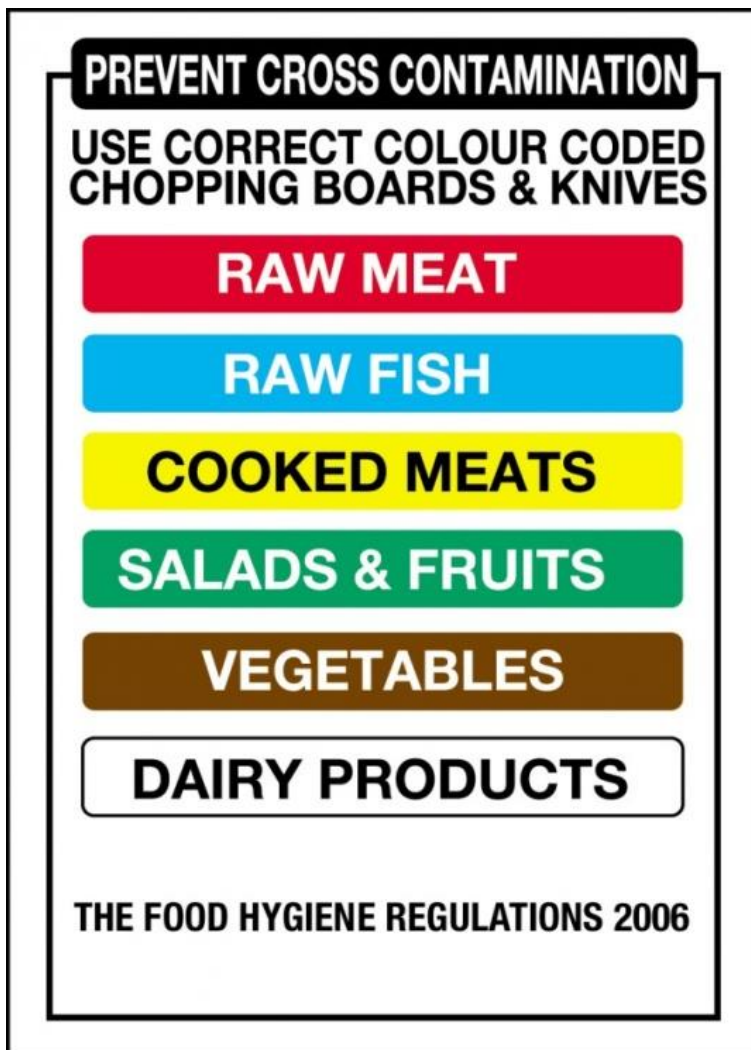 PREVENT CROSS CONTAMINATION
USE CORRECT COLOUR CODED
CHOPPING BOARDS & KNIVES
RAW MEAT
RAW FISH
COOKED MEATS
SALADS & FRUITS
VEGETABLES
DAIRY PRODUCTS
THE FOOD HYGIENE REGULATIONS 2006